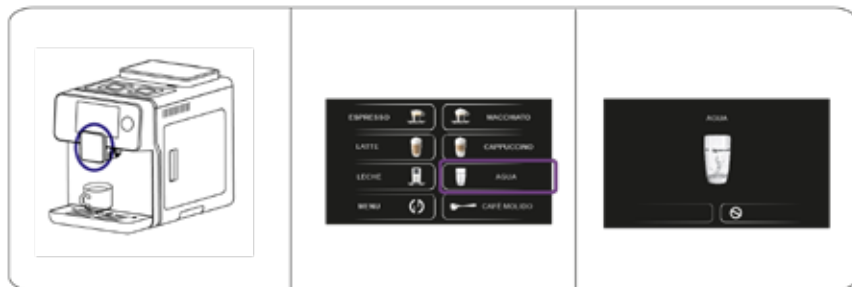 ESPRESSO MACCHIATO
LATTE CAPPUCCINO
LECHE AGUA
MENU CAFÉ MOLIDO
AGUA